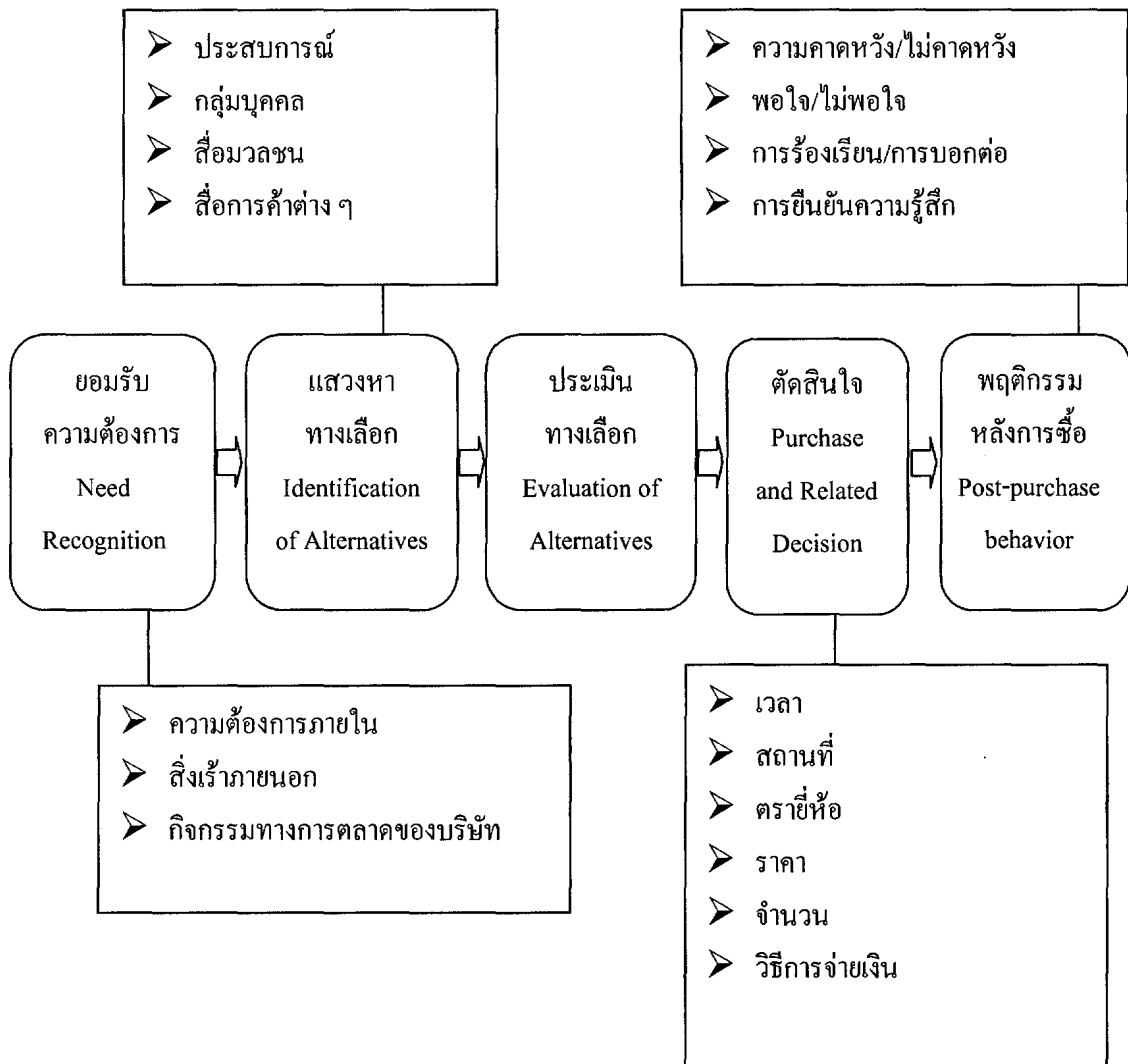 ประสบการณ์
กลุ่มบุคคล
สื่อมวลชน
สื่อการค้าต่าง ๆ
ความคาดหวัง/ไม่คาดหวัง
พอใจ/ไม่พอใจ
การร้องเรียน/การบอกต่อ
การยืนยันความรู้สึก
ยอมรับ
ความต้องการ
Need
Recognition
แสวงหา
ทางเลือก
Identification
of Alternatives
ประเมิน
ทางเลือก
Evaluation of
Alternatives
ตัดสินใจ
Purchase
and Related
Decision
พฤติกรรม
หลังการซื้อ
Post-purchase
behavior
ความต้องการภายใน
สิ่งเร้าภายนอก
กิจกรรมทางการตลาดของบริษัท
เวลา
สถานที่
ตรายี่ห้อ
ราคา
จำนวน
วิธีการจ่ายเงิน